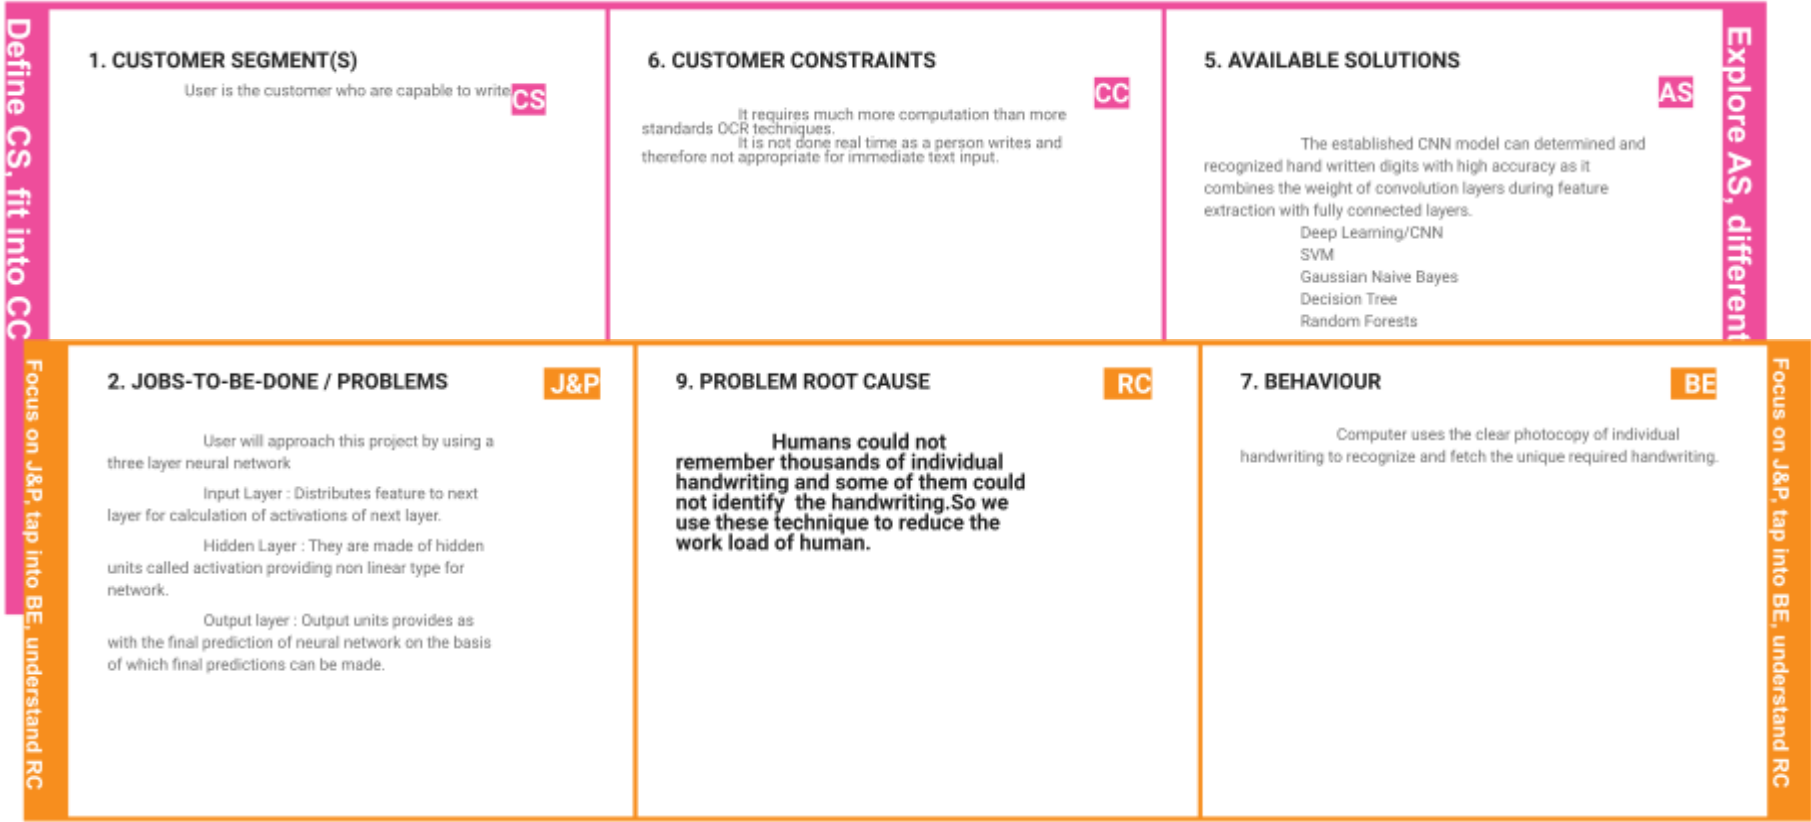 Define CS, fit into CC
1. CUSTOMER SEGMENT(S)
User is the customer who are capable to write
CS
6. CUSTOMER CONSTRAINTS
CC
It requires much more computation than more
standards OCR techniques.
It is not done real time as a person writes and
therefore not appropriate for immediate text input.
5. AVAILABLE SOLUTIONS
AS
The established CNN model can determined and
recognized hand written digits with high accuracy as it
combines the weight of convolution layers during feature
extraction with fully connected layers.
Deep Learning/CNN
SVM
Gaussian Naive Bayes
Decision Tree
Random Forests
Explore AS, different
Focus on J&P, tap into BE, understand RC
2. JOBS-TO-BE-DONE / PROBLEMS
J&P
User will approach this project by using a
three layer neural network
Input Layer : Distributes feature to next
layer for calculation of activations of next layer.
Hidden Layer : They are made of hidden
units called activation providing non linear type for
network.
Output layer : Output units provides as
with the final prediction of neural network on the basis
of which final predictions can be made.
9. PROBLEM ROOT CAUSE
RC
Humans could not
remember thousands of individual
handwriting and some of them could
not identify the handwriting.So we
use these technique to reduce the
work load of human.
7. BEHAVIOUR
BE
Computer uses the clear photocopy of individual
handwriting to recognize and fetch the unique required handwriting.
Focus on J&P, tap into BE, understand RC